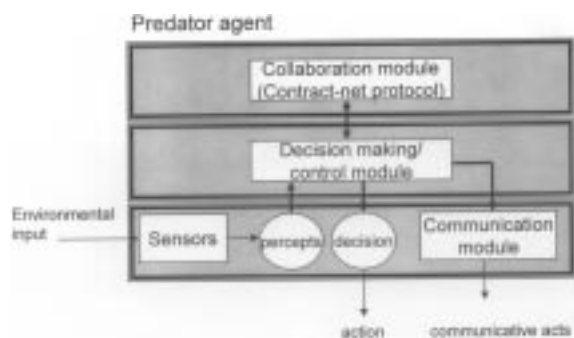 Predator agent
Collaboration module
(Contract-net protocol)
Decision making/
control module
Environmental
input
Sensors
percepts
decision
Communication
module
action
communicative acts